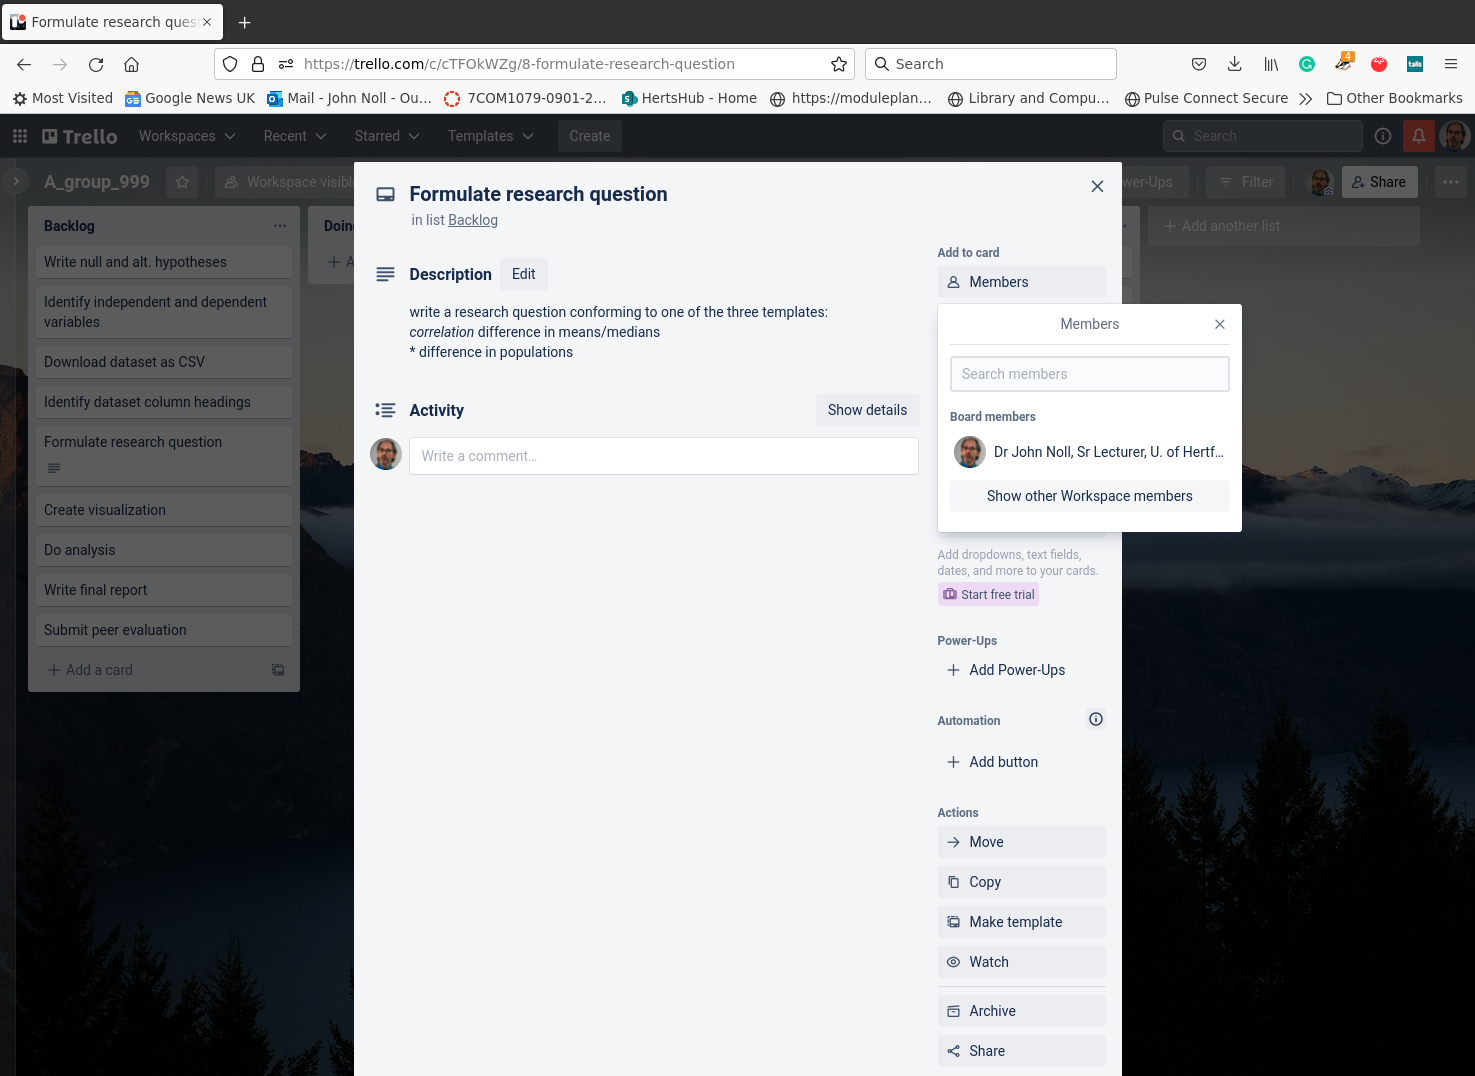 Formulate research quest
https://trello.com/c/cTFOkWZg/8-formulate-research-question
Search
4
talis
Most Visited
Google News UK
Mail - John Noll - Ou…
7COM1079-0901-2…
HertsHub - Home
https://moduleplan…
Library and Compu…
Pulse Connect Secure
Other Bookmarks
Trello
Workspaces
Recent
Starred
Templates
Create
Search
A_group_999
Workspace visible
wer-Ups
Filter
Share
Backlog
Write null and alt. hypotheses
Identify independent and dependent
variables
Download dataset as CSV
Identify dataset column headings
Formulate research question
Create visualization
Do analysis
Write final report
Submit peer evaluation
Add a card
Doin
A
Add another list
Formulate research question
in list Backlog
Description
Edit
write a research question conforming to one of the three templates:
correlation difference in means/medians
* difference in populations
Activity
Show details
Write a comment…
Add to card
Members
Members
Search members
Board members
Dr John Noll, Sr Lecturer, U. of Hertf…
Show other Workspace members
Add dropdowns, text fields,
dates, and more to your cards.
Start free trial
Power-Ups
Add Power-Ups
Automation
Add button
Actions
Move
Copy
Make template
Watch
Archive
Share